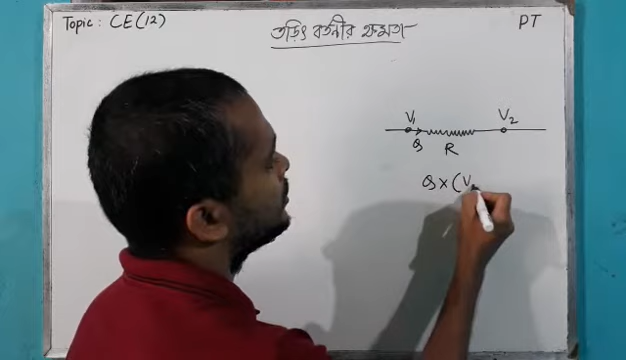 Topic: CE(12)
তড়িৎ বর্তনীর ক্ষমতা
PT
V₁ V₂
Q R
Q×(V